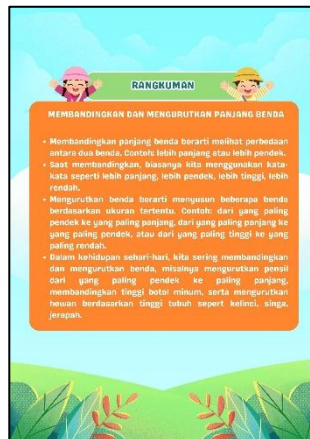 RANGKUMAN
MEMBANDINGKAN DAN MENGURUTKAN PANJANG BENDA
• Membandingkan panjang benda berarti melihat perbedaan
antara dua benda. Contoh: lebih panjang atau lebih pendek.
• Saat membandingkan, biasanya kita menggunakan kata-
kata seperti lebih panjang, lebih pendek, lebih tinggi, lebih
rendah.
• Mengurutkan benda berarti menyusun beberapa benda
berdasarkan ukuran tertentu. Contoh: dari yang paling
pendek ke yang paling panjang, dari yang paling panjang ke
yang paling pendek, atau dari yang paling tinggi ke yang
paling rendah.
• Dalam kehidupan sehari-hari, kita sering membandingkan
dan mengurutkan benda, misalnya mengurutkan pensil
dari yang paling pendek ke paling panjang,
membandingkan tinggi botol minum, serta mengurutkan
hewan berdasarkan tinggi tubuh sepert kelinci, singa,
jerapah.